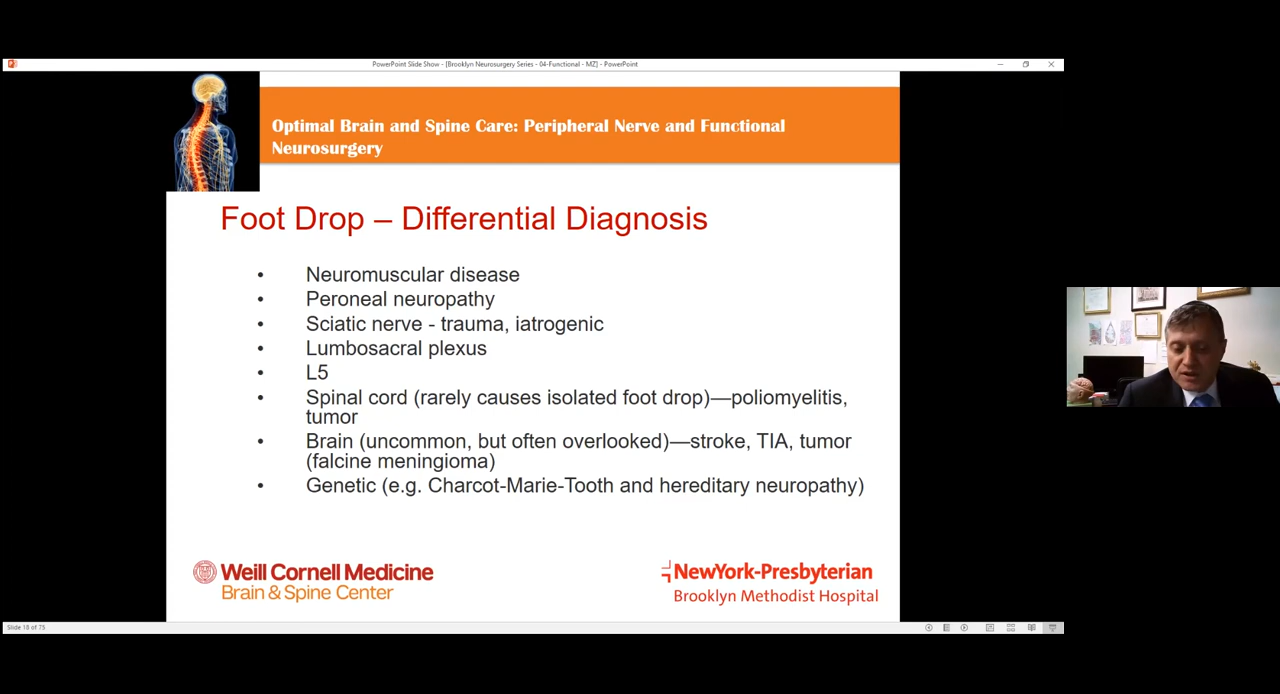 PowerPoint Slide Show - [Brooklyn Neurosurgery Series - 04-Functional - MZ] - PowerPoint
Optimal Brain and Spine Care: Peripheral Nerve and Functional
Neurosurgery
Foot Drop – Differential Diagnosis
• Neuromuscular disease
• Peroneal neuropathy
• Sciatic nerve - trauma, iatrogenic
• Lumbosacral plexus
• L5
• Spinal cord (rarely causes isolated foot drop)—poliomyelitis,
tumor
• Brain (uncommon, but often overlooked)—stroke, TIA, tumor
(falcine meningioma)
• Genetic (e.g. Charcot-Marie-Tooth and hereditary neuropathy)
Weill Cornell Medicine
Brain & Spine Center
NewYork-Presbyterian
Brooklyn Methodist Hospital
Slide 18 of 75